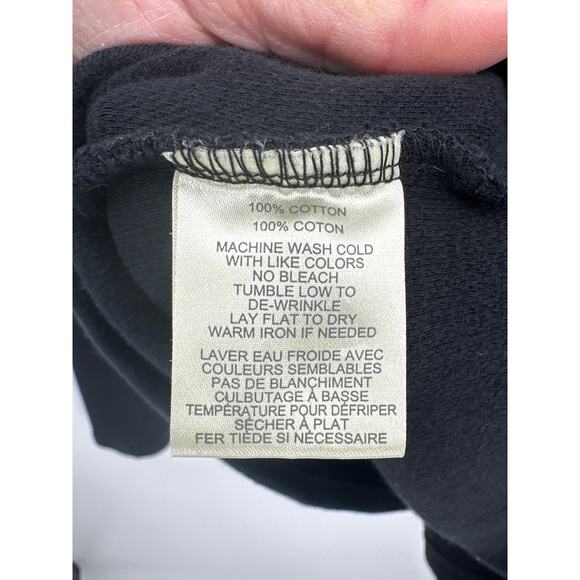 100% COTTON
100% COTON
MACHINE WASH COLD
WITH LIKE COLORS
NO BLEACH
TUMBLE LOW TO
DE-WRINKLE
LAY FLAT TO DRY
WARM IRON IF NEEDED
LAVER EAU FROIDE AVEC
COULEURS SEMBLABLES
PAS DE BLANCHIMENT
CULBUTAGE À BASSE
TEMPÉRATURE POUR DÉFRIPER
SÉCHER À PLAT
FER TIÈDE SI NÉCESSAIRE